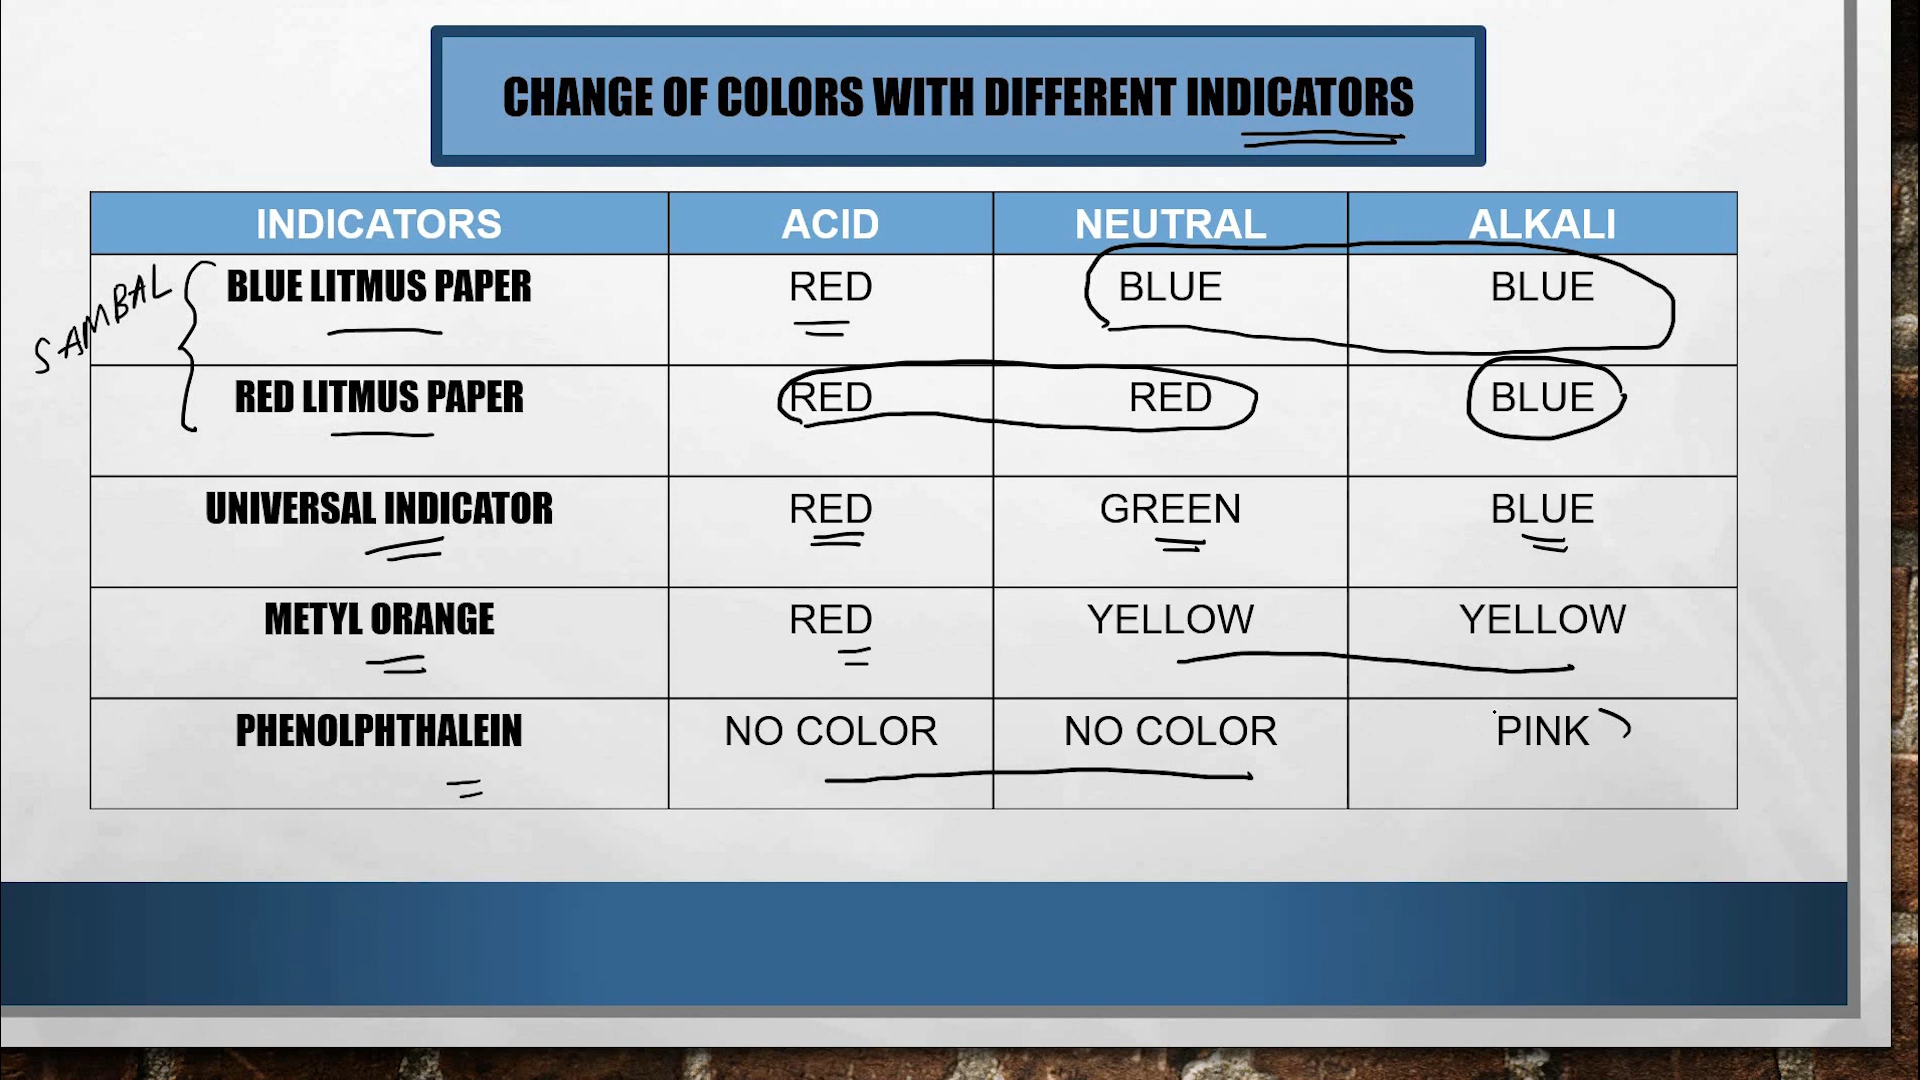 CHANGE OF COLORS WITH DIFFERENT INDICATORS
INDICATORS ACID NEUTRAL ALKALI
SAMBAL
BLUE LITMUS PAPER RED BLUE BLUE
RED LITMUS PAPER RED RED BLUE
UNIVERSAL INDICATOR RED GREEN BLUE
METYL ORANGE RED YELLOW YELLOW
PHENOLPHTHALEIN NO COLOR NO COLOR PINK